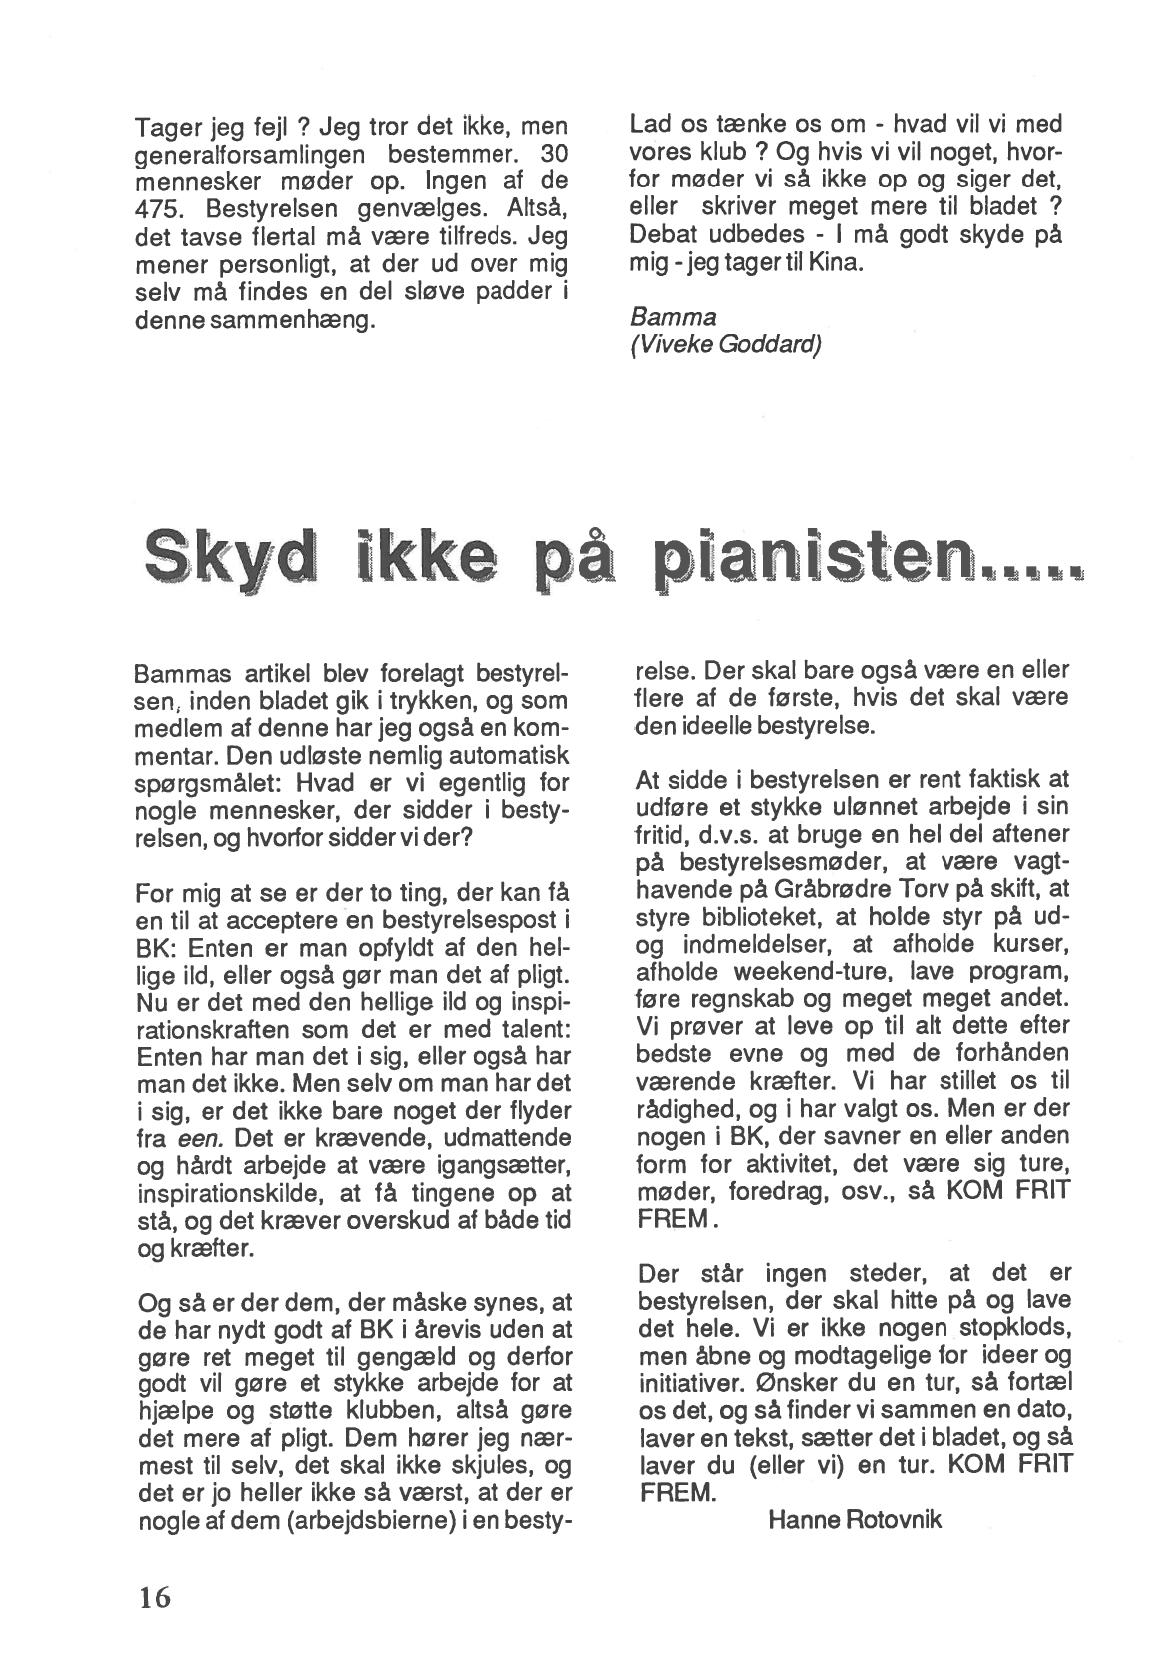 Tager jeg fejl ? Jeg tror det ikke, men
generalforsamlingen bestemmer. 30
mennesker møder op. Ingen af de
475. Bestyrelsen genvælges. Altså,
det tavse flertal må være tilfreds. Jeg
mener personligt, at der ud over mig
selv må findes en del sløve padder i
denne sammenhæng.
Lad os tænke os om - hvad vil vi med
vores klub ? Og hvis vi vil noget, hvor-
for møder vi så ikke op og siger det,
eller skriver meget mere til bladet ?
Debat udbedes - I må godt skyde på
mig - jeg tager til Kina.
Bamma
(Viveke Goddard)
Skyd ikke på pianisten.....
Bammas artikel blev forelagt bestyrel-
sen, inden bladet gik i trykken, og som
medlem af denne har jeg også en kom-
mentar. Den udløste nemlig automatisk
spørgsmålet: Hvad er vi egentlig for
nogle mennesker, der sidder i besty-
relsen, og hvorfor sidder vi der?
For mig at se er der to ting, der kan få
en til at acceptere en bestyrelsespost i
BK: Enten er man opfyldt af den hel-
lige ild, eller også gør man det af pligt.
Nu er det med den hellige ild og inspi-
rationskraften som det er med talent:
Enten har man det i sig, eller også har
man det ikke. Men selv om man har det
i sig, er det ikke bare noget der flyder
fra een. Det er krævende, udmattende
og hårdt arbejde at være igangsætter,
inspirationskilde, at få tingene op at
stå, og det kræver overskud af både tid
og kræfter.
Og så er der dem, der måske synes, at
de har nydt godt af BK i årevis uden at
gøre ret meget til gengæld og derfor
godt vil gøre et stykke arbejde for at
hjælpe og støtte klubben, altså gøre
det mere af pligt. Dem hører jeg nær-
mest til selv, det skal ikke skjules, og
det er jo heller ikke så værst, at der er
nogle af dem (arbejdsbierne) i en besty-
relse. Der skal bare også være en eller
flere af de første, hvis det skal være
den ideelle bestyrelse.
At sidde i bestyrelsen er rent faktisk at
udføre et stykke ulønnet arbejde i sin
fritid, d.v.s. at bruge en hel del aftener
på bestyrelsesmøder, at være vagt-
havende på Gråbrødre Torv på skift, at
styre biblioteket, at holde styr på ud-
og indmeldelser, at afholde kurser,
afholde weekend-ture, lave program,
føre regnskab og meget meget andet.
Vi prøver at leve op til alt dette efter
bedste evne og med de forhånden
værende kræfter. Vi har stillet os til
rådighed, og i har valgt os. Men er der
nogen i BK, der savner en eller anden
form for aktivitet, det være sig ture,
møder, foredrag, osv., så KOM FRIT
FREM.
Der står ingen steder, at det er
bestyrelsen, der skal hitte på og lave
det hele. Vi er ikke nogen stopklods,
men åbne og modtagelige for ideer og
initiativer. Ønsker du en tur, så fortæl
os det, og så finder vi sammen en dato,
laver en tekst, sætter det i bladet, og så
laver du (eller vi) en tur. KOM FRIT
FREM.
Hanne Rotovnik
16